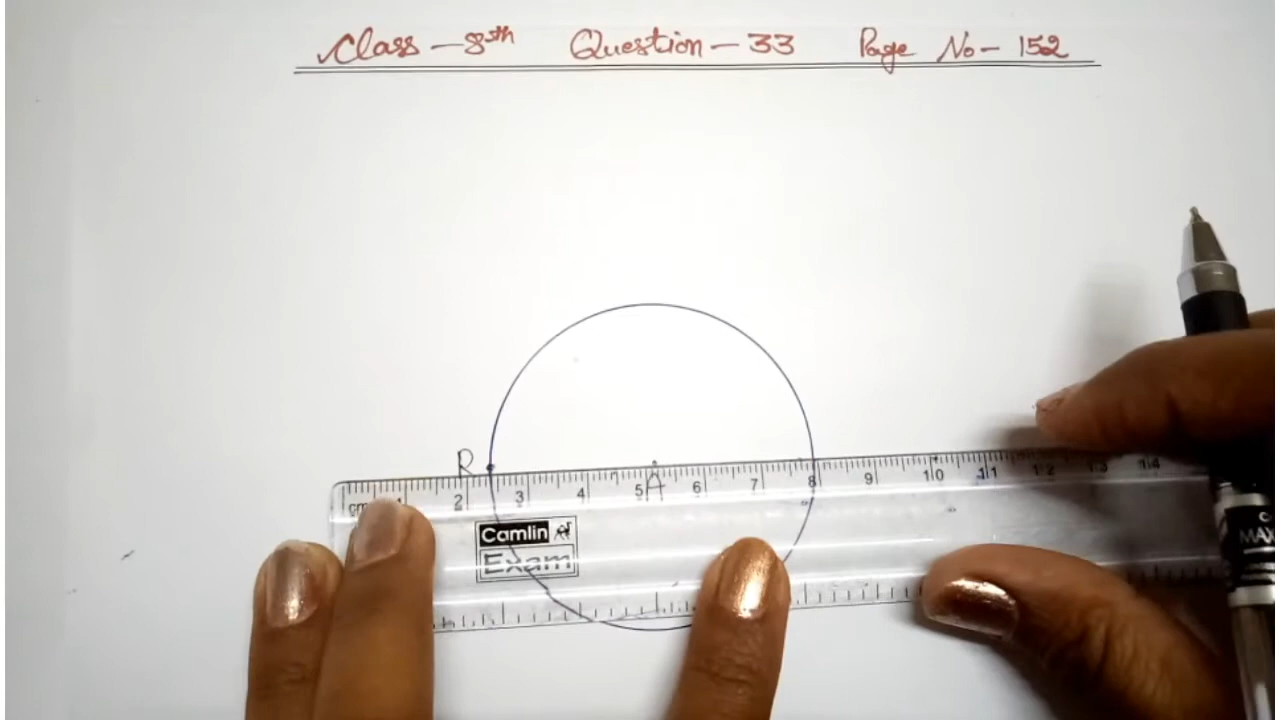 Class - 8th Question - 33 Page No - 152
R
cm 1 2 3 4 5 A 6 7 8 9 10 11 12 13 14
Camlin
Exam
MAX